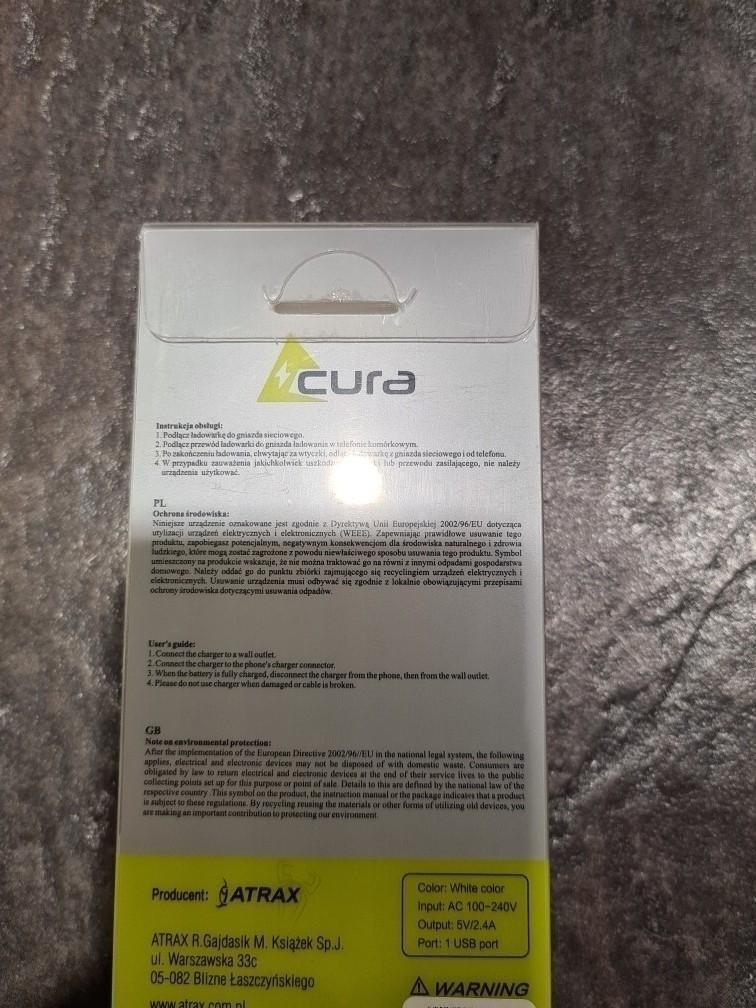 cura
Instrukcja obsługi:
1. Podłącz ładowarkę do gniazda sieciowego.
2. Podłącz przewód ładowarki do gniazda ładowania w telefonie komórkowym.
3. Po zakończeniu ładowania, chwytając za wtyczki, z gniazda sieciowego i od telefonu.
4. W przypadku zauważenia jakichkolwiek lub przewodu zasilającego, nie należy
urządzenia użytkować.
PL
Ochrona środowiska:
Niniejsze urządzenie oznakowane jest zgodnie z Dyrektywą Unii Europejskiej 2002/96/EU dotyczącą
utylizacji urządzeń elektrycznych i elektronicznych (WEEE). Zapewniając prawidłowe usuwanie tego
produktu, zapobiegasz potencjalnym, negatywnym konsekwencjom dla środowiska naturalnego i zdrowia
ludzkiego, które mogą zostać zagrożone z powodu niewłaściwego sposobu usuwania tego produktu. Symbol
umieszczony na produkcie wskazuje, że nie można traktować go na równi z innymi odpadami gospodarstwa
domowego. Należy oddać go do punktu zbiórki zajmującego się recyclingiem urządzeń elektrycznych i
elektronicznych. Usuwanie urządzenia musi odbywać się zgodnie z lokalnie obowiązującymi przepisami
ochrony środowiska dotyczącymi usuwania odpadów.
User's guide:
1. Connect the charger to a wall outlet.
2. Connect the charger to the phone's charger connector.
3. When the battery is fully charged, disconnect the charger from the phone, then from the wall outlet.
4. Please do not use charger when damaged or cable is broken.
GB
Note on environmental protection:
After the implementation of the European Directive 2002/96//EU in the national legal system, the following
applies, electrical and electronic devices may not be disposed of with domestic waste. Consumers are
obligated by law to return electrical and electronic devices at the end of their service lives to the public
collecting points set up for this purpose or point of sale. Details to this are defined by the national law of the
respective country. This symbol on the product, the instruction manual or the package indicates that a product
is subject to these regulations. By recycling reusing the materials or other forms of utilizing old devices, you
are making an important contribution to protecting our environment.
Producent: ATRAX
ATRAX R.Gajdasik M. Książek Sp.J.
ul. Warszawska 33c
05-082 Blizne Łaszczyńskiego
www.atrax.com.pl
Color: White color
Input: AC 100-240V
Output: 5V/2.4A
Port: 1 USB port
WARNING